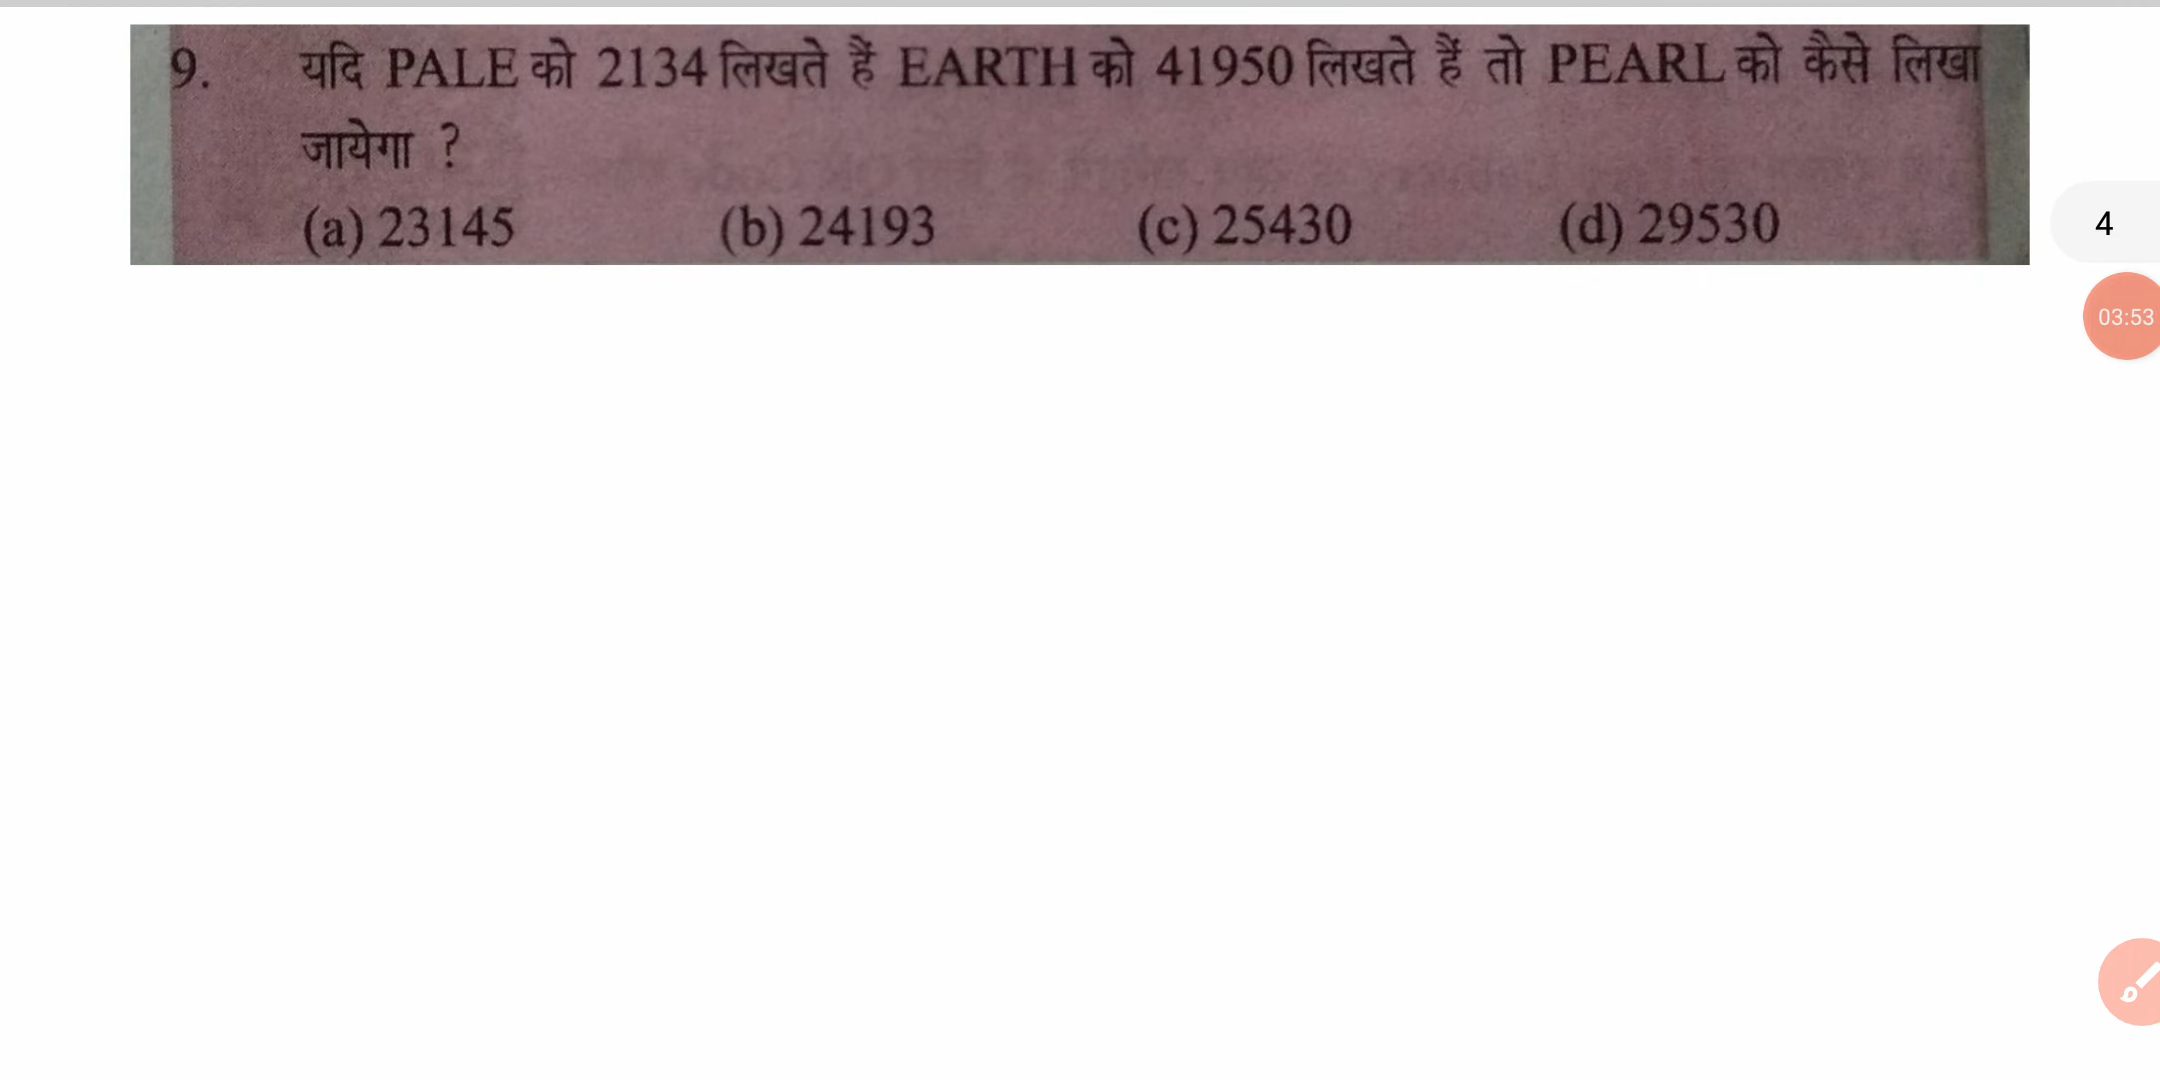 9. यदि PALE को 2134 लिखते हैं EARTH को 41950 लिखते हैं तो PEARL को कैसे लिखा
जायेगा ?
(a) 23145 (b) 24193 (c) 25430 (d) 29530
4
03:53